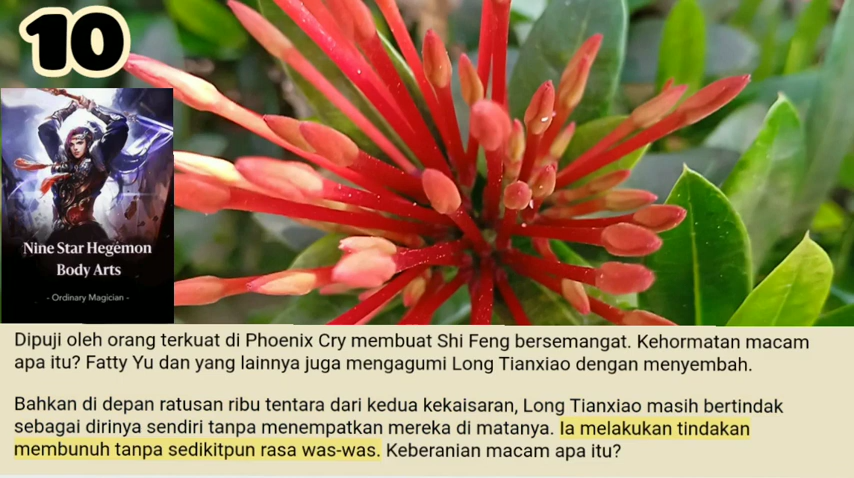 10
Nine Star Hegemon
Body Arts
- Ordinary Magician -
Dipuji oleh orang terkuat di Phoenix Cry membuat Shi Feng bersemangat. Kehormatan macam
apa itu? Fatty Yu dan yang lainnya juga mengagumi Long Tianxiao dengan menyembah.
Bahkan di depan ratusan ribu tentara dari kedua kekaisaran, Long Tianxiao masih bertindak
sebagai dirinya sendiri tanpa menempatkan mereka di matanya. Ia melakukan tindakan
membunuh tanpa sedikitpun rasa was-was. Keberanian macam apa itu?